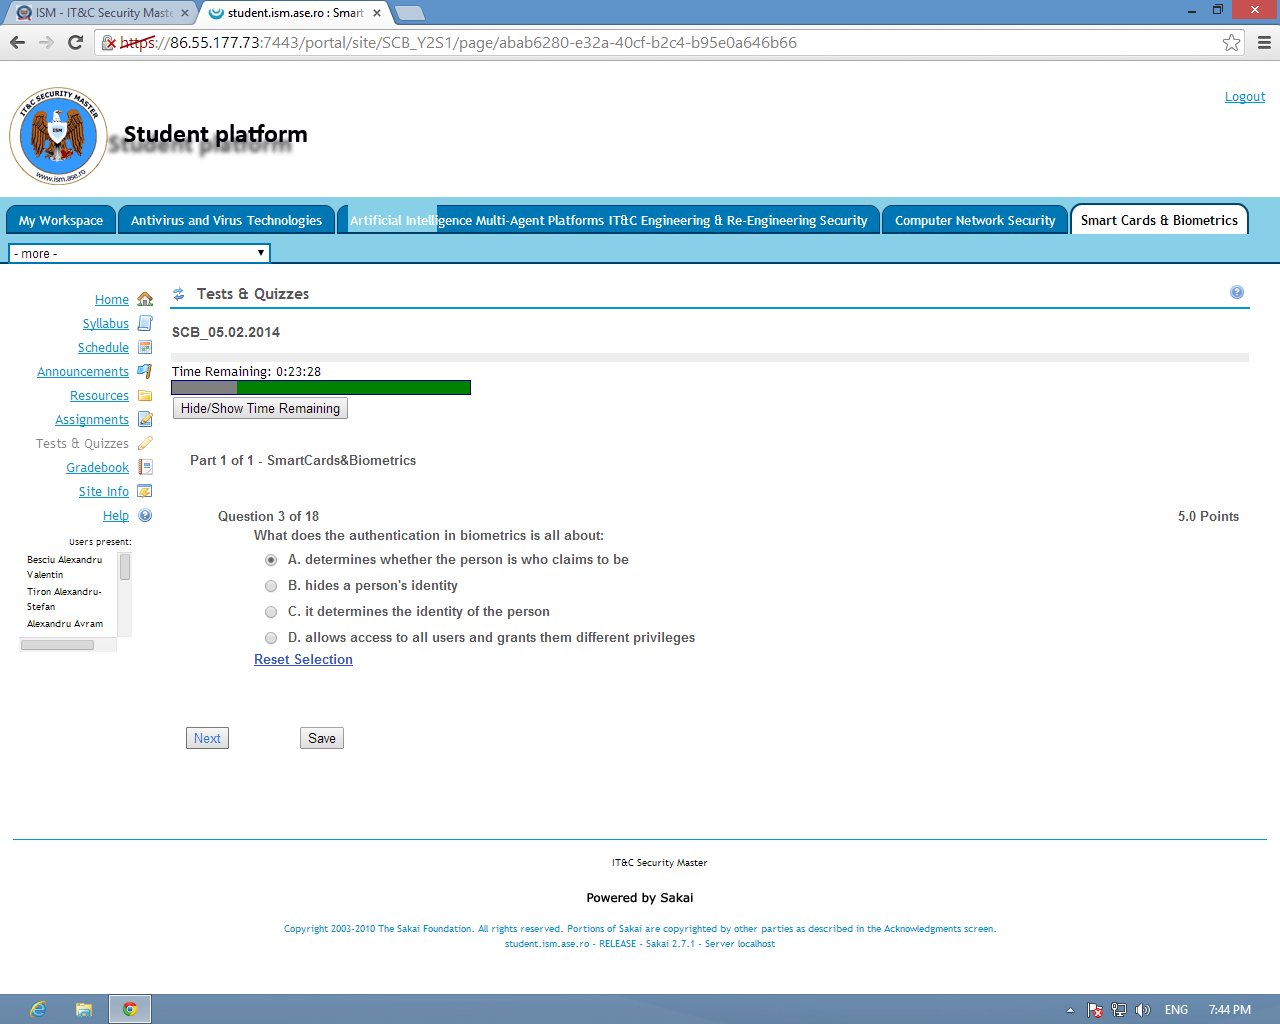 ISM - IT&C Security Maste
student.ism.ase.ro : Smart
https://86.55.177.73:7443/portal/site/SCB_Y2S1/page/abab6280-e32a-40cf-b2c4-b95e0a646b66
Logout
IT&C SECURITY MASTER
ISM
www.ism.ase.ro
Student platform
My Workspace
Antivirus and Virus Technologies
Artificial Intelligence Multi-Agent Platforms IT&C Engineering & Re-Engineering Security
Computer Network Security
Smart Cards & Biometrics
- more -
Home
Syllabus
Schedule
Announcements
Resources
Assignments
Tests & Quizzes
Gradebook
Site Info
Help
Users present:
Besciu Alexandru
Valentin
Tiron Alexandru-
Stefan
Alexandru Avram
Tests & Quizzes
SCB_05.02.2014
Time Remaining: 0:23:28
Hide/Show Time Remaining
Part 1 of 1 - SmartCards&Biometrics
Question 3 of 18
5.0 Points
What does the authentication in biometrics is all about:
A. determines whether the person is who claims to be
B. hides a person's identity
C. it determines the identity of the person
D. allows access to all users and grants them different privileges
Reset Selection
Next
Save
IT&C Security Master
Powered by Sakai
Copyright 2003-2010 The Sakai Foundation. All rights reserved. Portions of Sakai are copyrighted by other parties as described in the Acknowledgments screen.
student.ism.ase.ro - RELEASE - Sakai 2.7.1 - Server localhost
ENG
7:44 PM